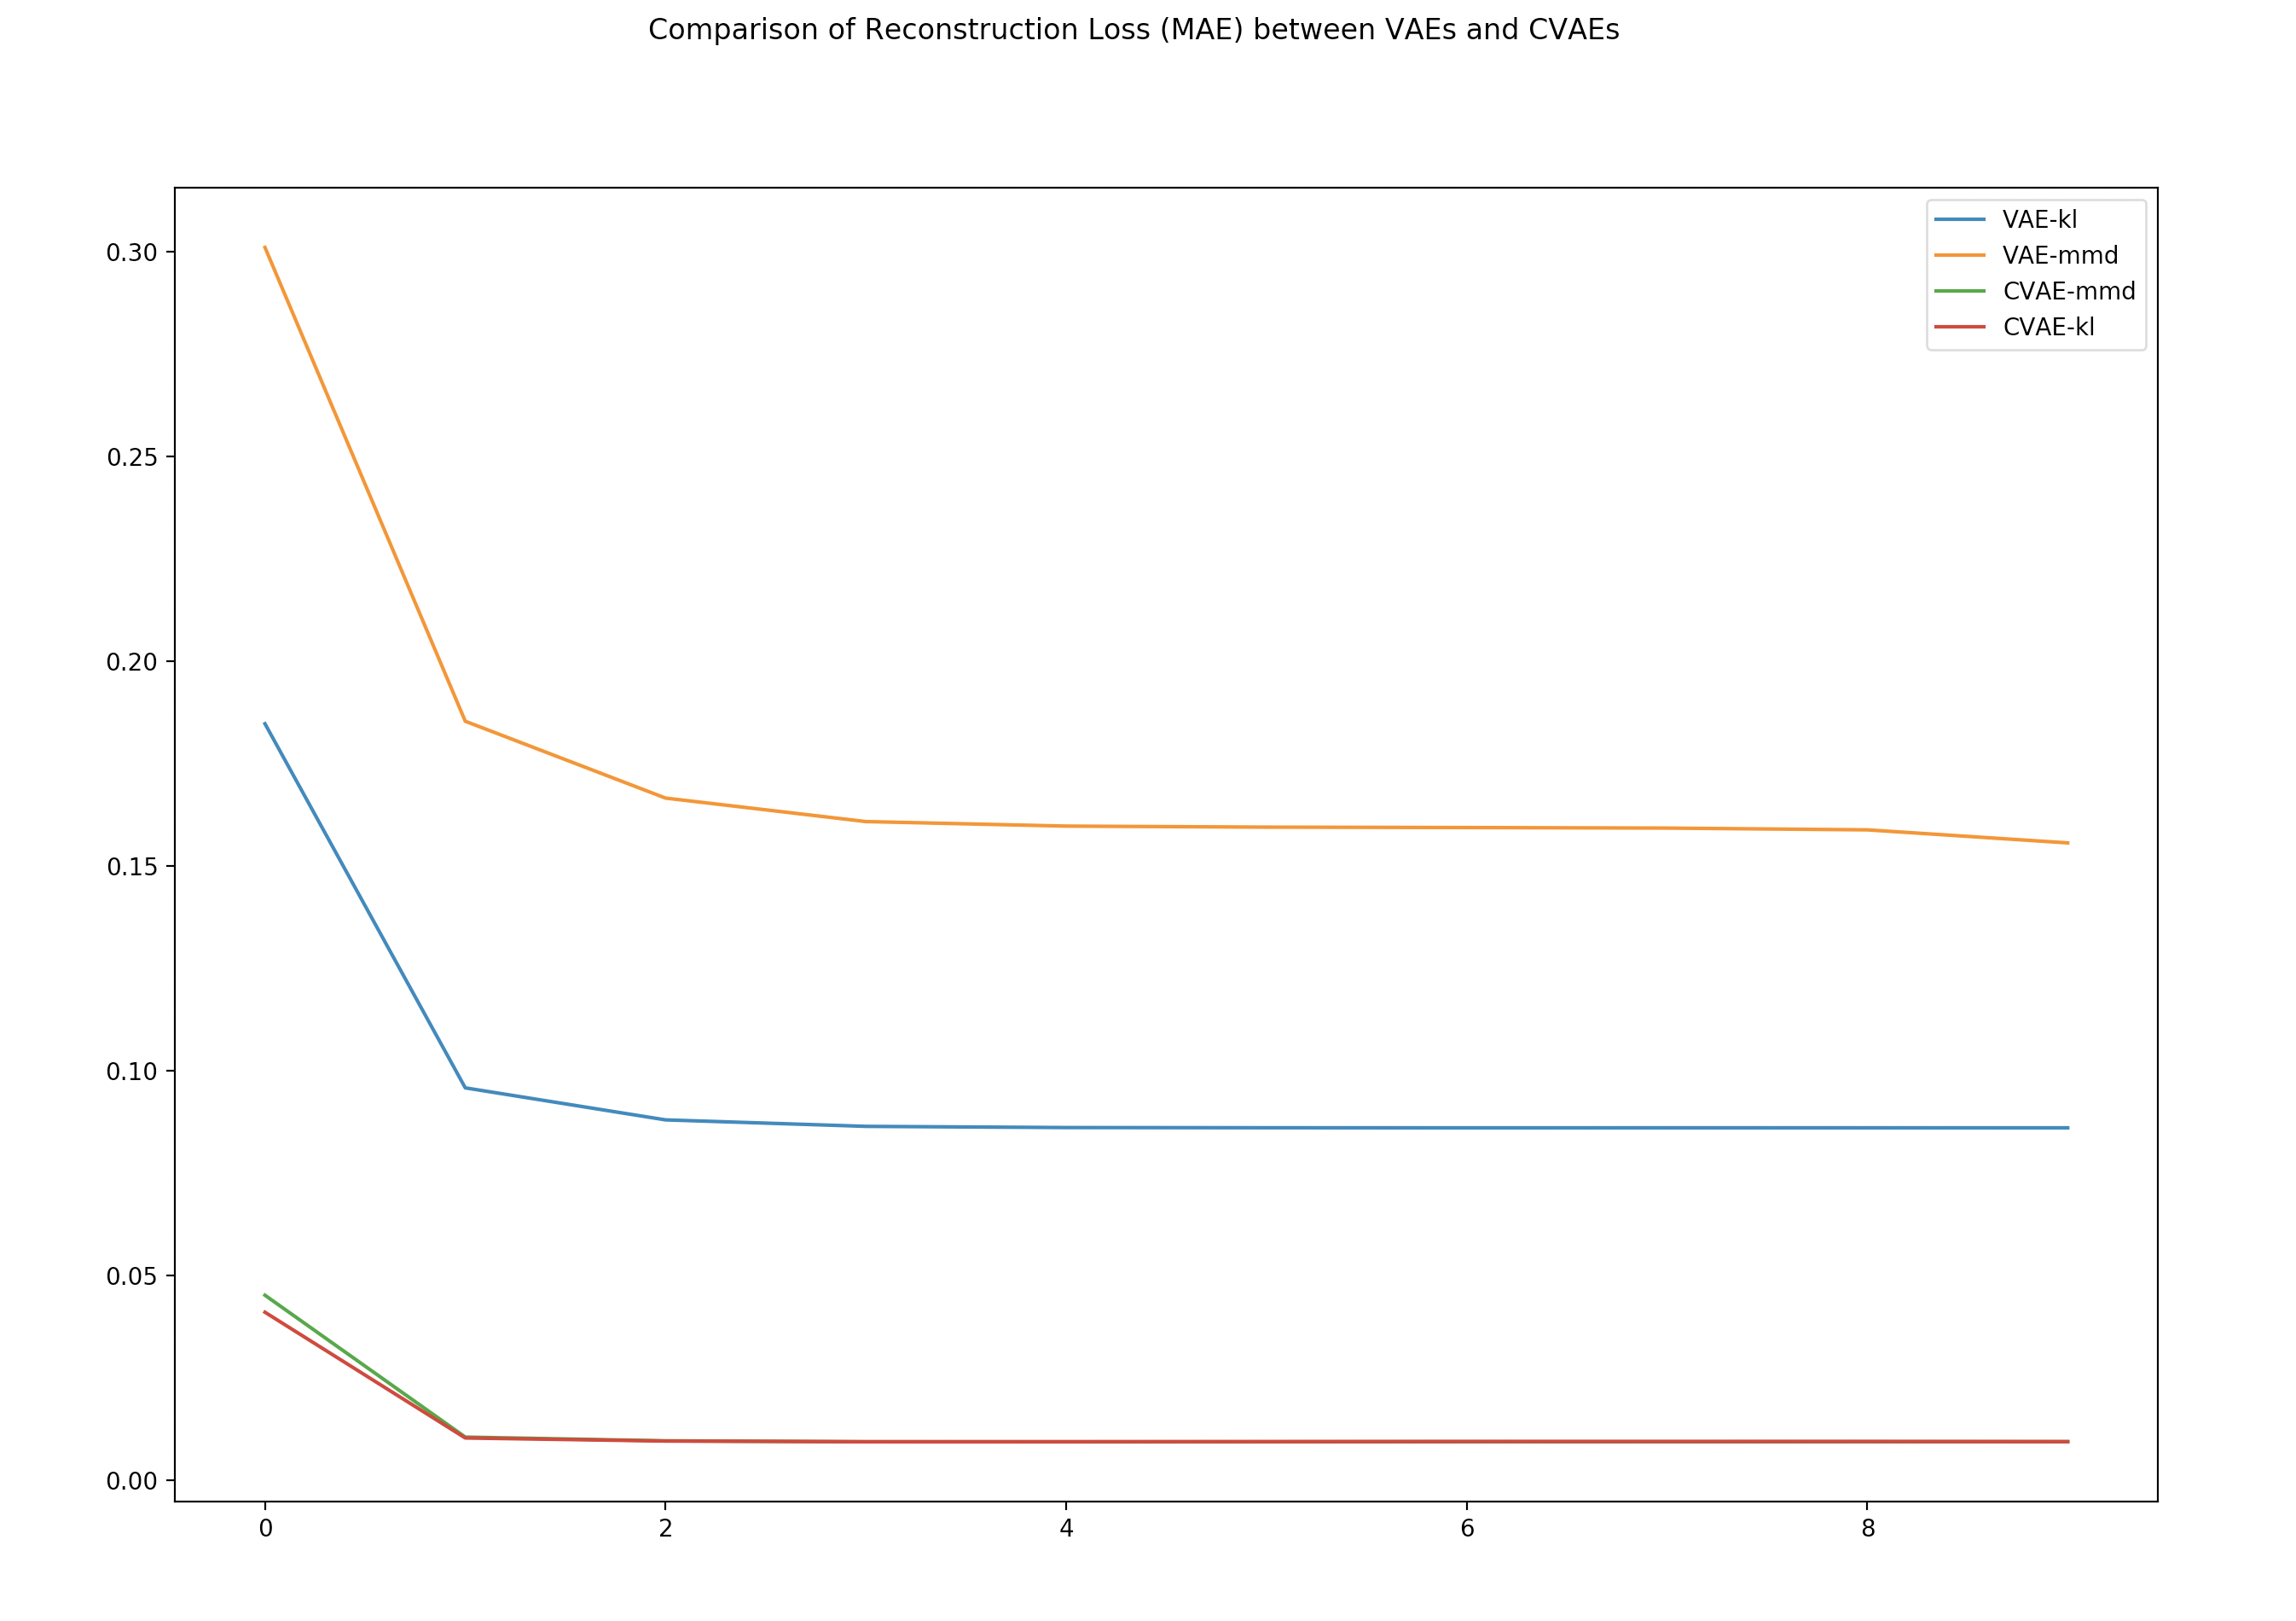 Comparison of Reconstruction Loss (MAE) between VAEs and CVAEs
VAE-kl
VAE-mmd
CVAE-mmd
CVAE-kl
0.30
0.25
0.20
0.15
0.10
0.05
0.00
0 2 4 6 8